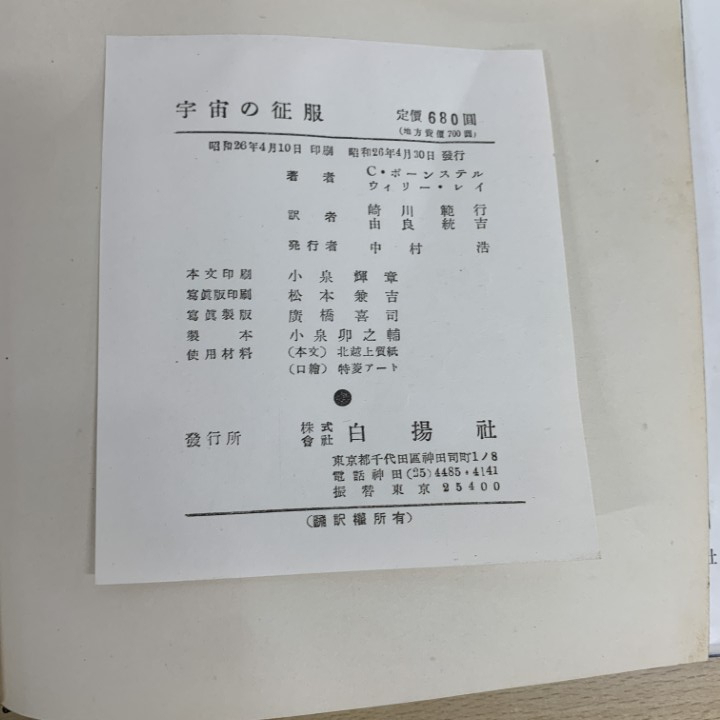 宇宙の征服 定價680圓
(地方賣價700圓)
昭和26年4月10日 印刷 昭和26年4月30日 發行
著者 C・ボーンステル
ウィリー・レイ
訳者 崎川範行
由良統吉
発行者 中村浩
本文印刷 小泉輝章
寫眞版印刷 松本兼吉
寫眞製版 廣橋喜司
製本 小泉卯之輔
使用材料 (本文) 北越上質紙
(口繪) 特菱アート
發行所 株式會社 白揚社
東京都千代田區神田司町1ノ8
電話神田(25)4485・4141
振替東京25400
(飜訳權所有)
社